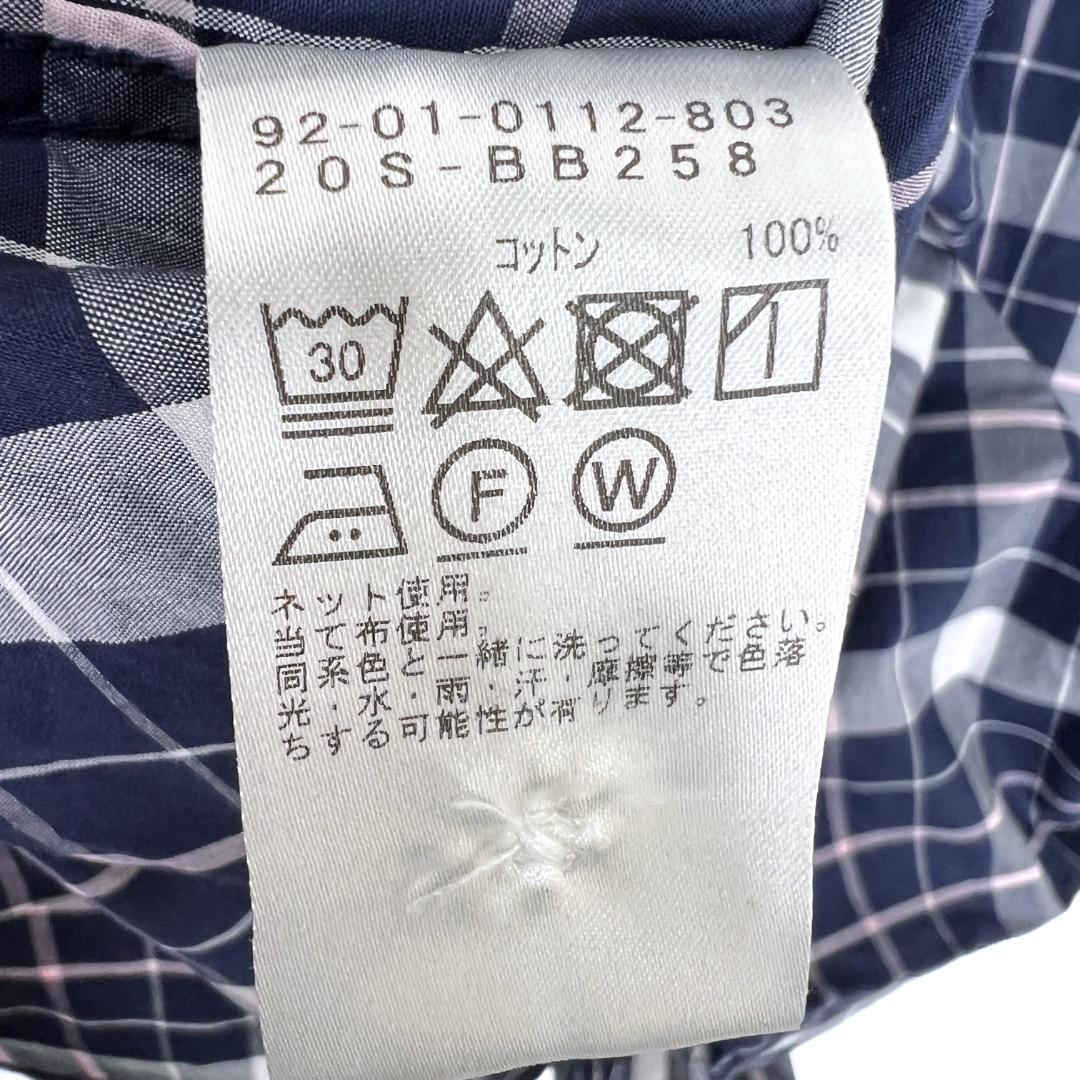 92-01-0112-803
20S-BB258
コットン 100%
30
F W
ネット使用。
当て布使用。
同系色と一緒に洗ってください。
光・水・雨・汗・摩擦等で色落
ちする可能性が有ります。